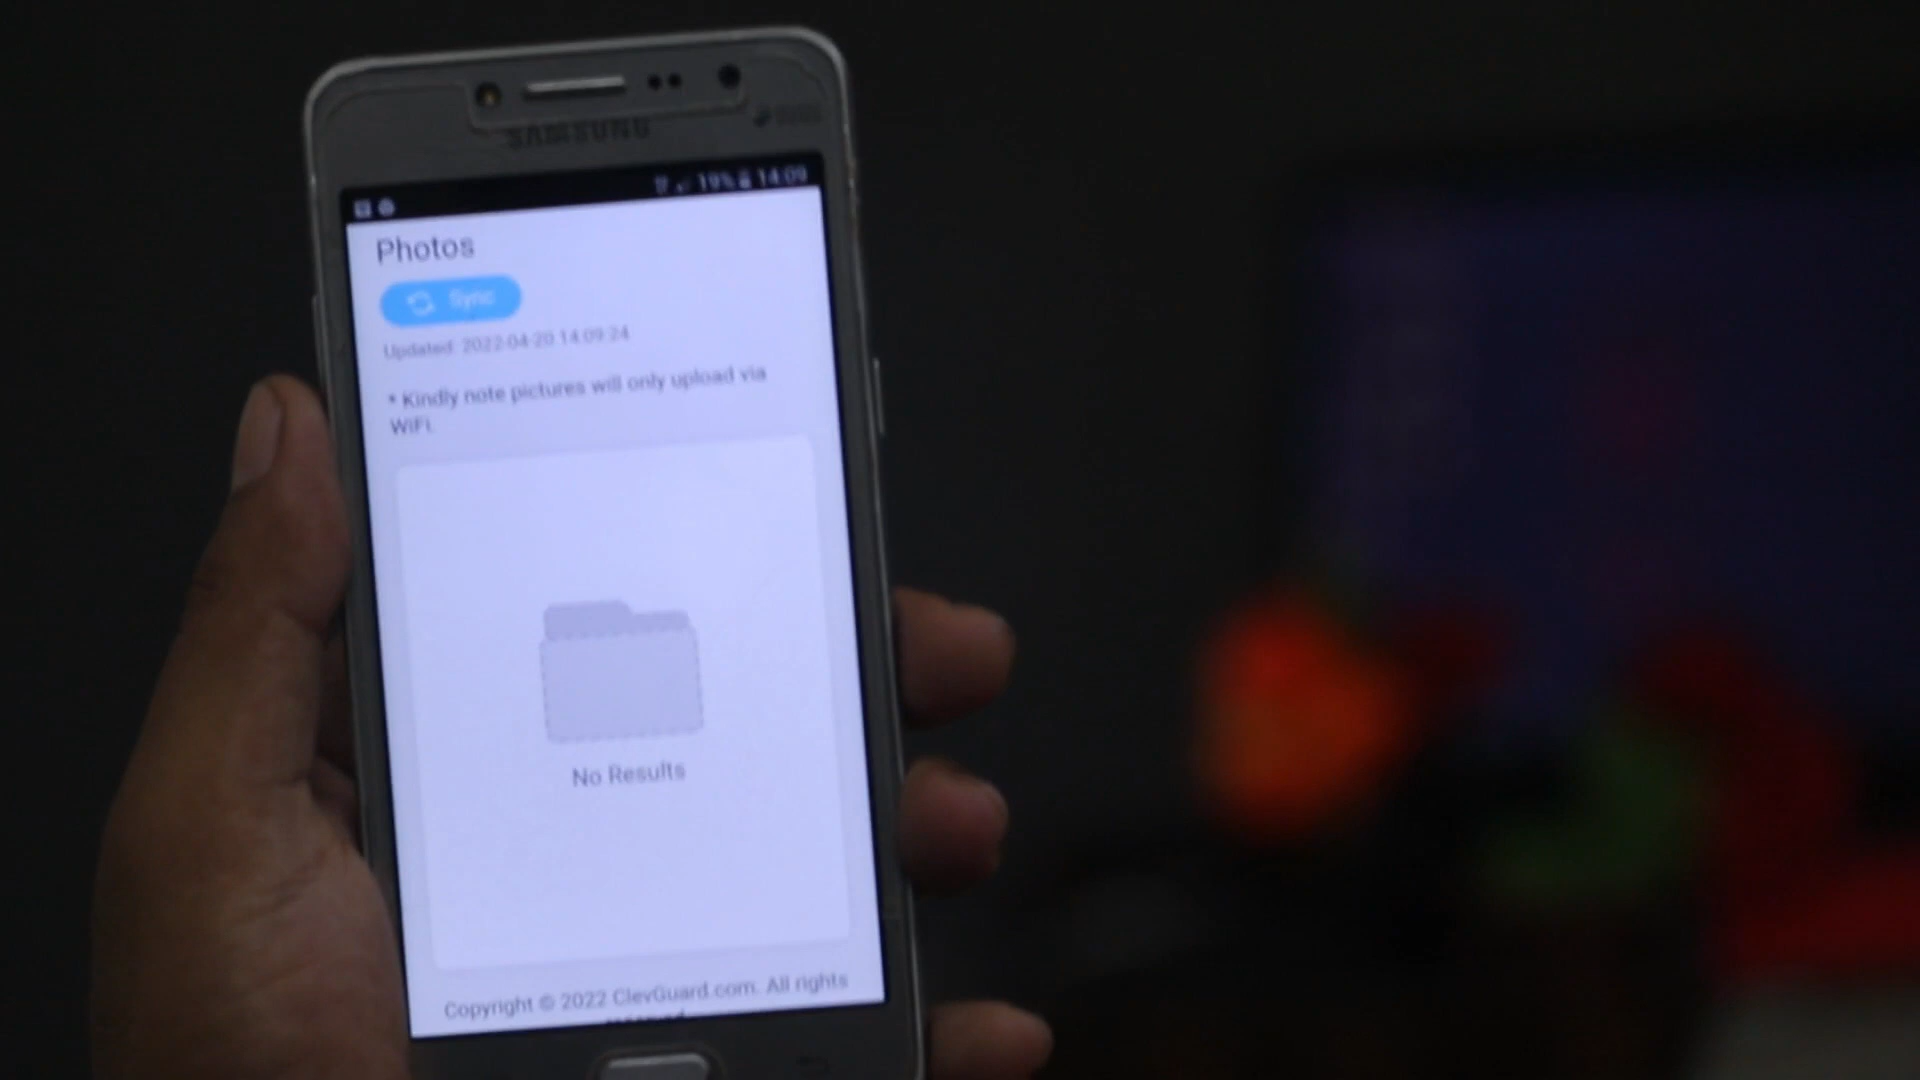 SAMSUNG
19% 14:09
Photos
Sync
Updated: 2022-04-20 14:09:24
* Kindly note pictures will only upload via
WiFi.
No Results
Copyright © 2022 ClevGuard.com. All rights
reserved